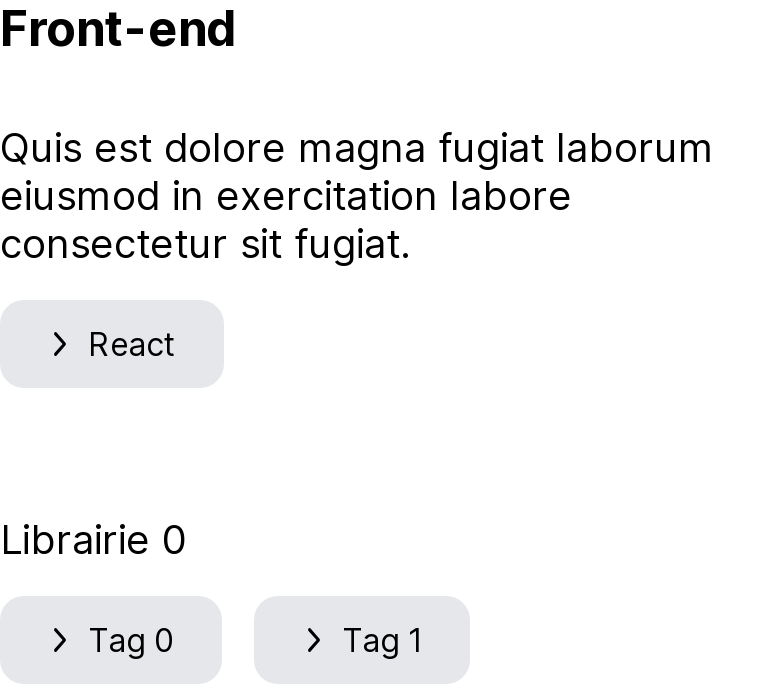 Front-end
Quis est dolore magna fugiat laborum
eiusmod in exercitation labore
consectetur sit fugiat.
React
Librairie 0
Tag 0 Tag 1